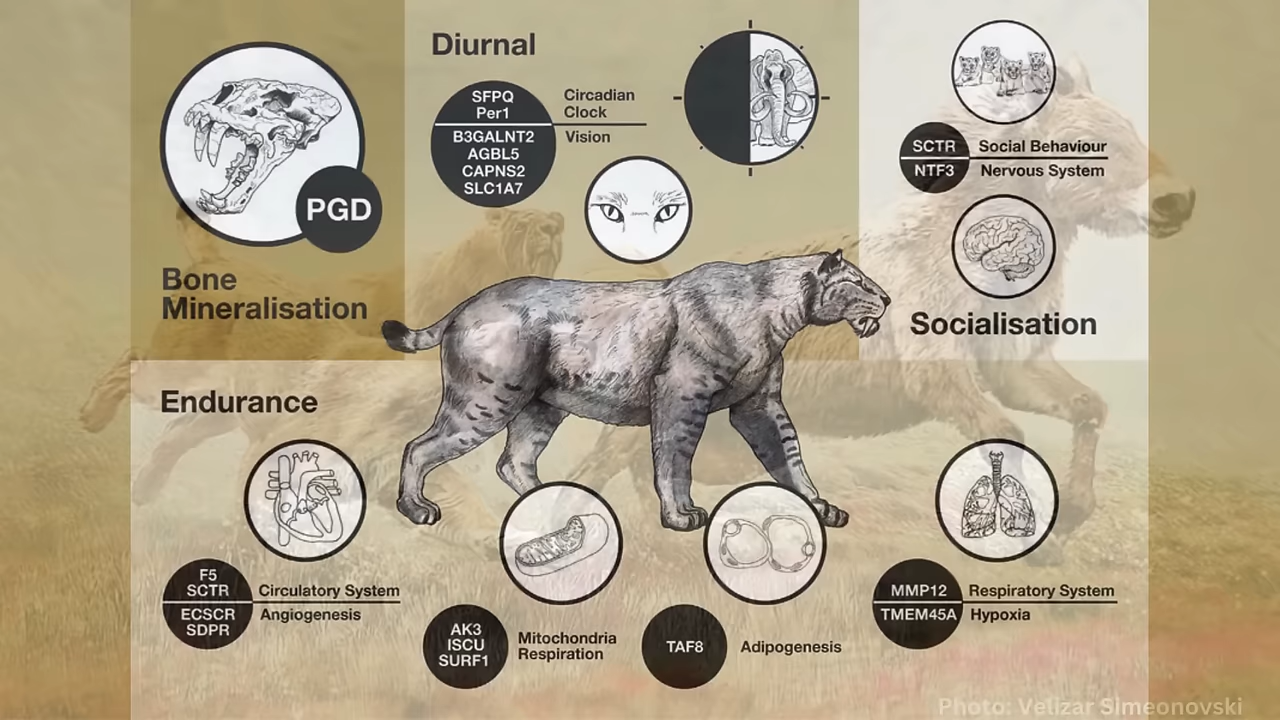 PGD
Bone
Mineralisation
Diurnal
SFPQ
Per1
Circadian
Clock
B3GALNT2
AGBL5
CAPNS2
SLC1A7
Vision
SCTR
Social Behaviour
NTF3
Nervous System
Socialisation
Endurance
F5
SCTR
Circulatory System
ECSCR
SDPR
Angiogenesis
AK3
ISCU
SURF1
Mitochondria
Respiration
TAF8
Adipogenesis
MMP12
Respiratory System
TMEM45A
Hypoxia
Photo: Velizar Simeonovski